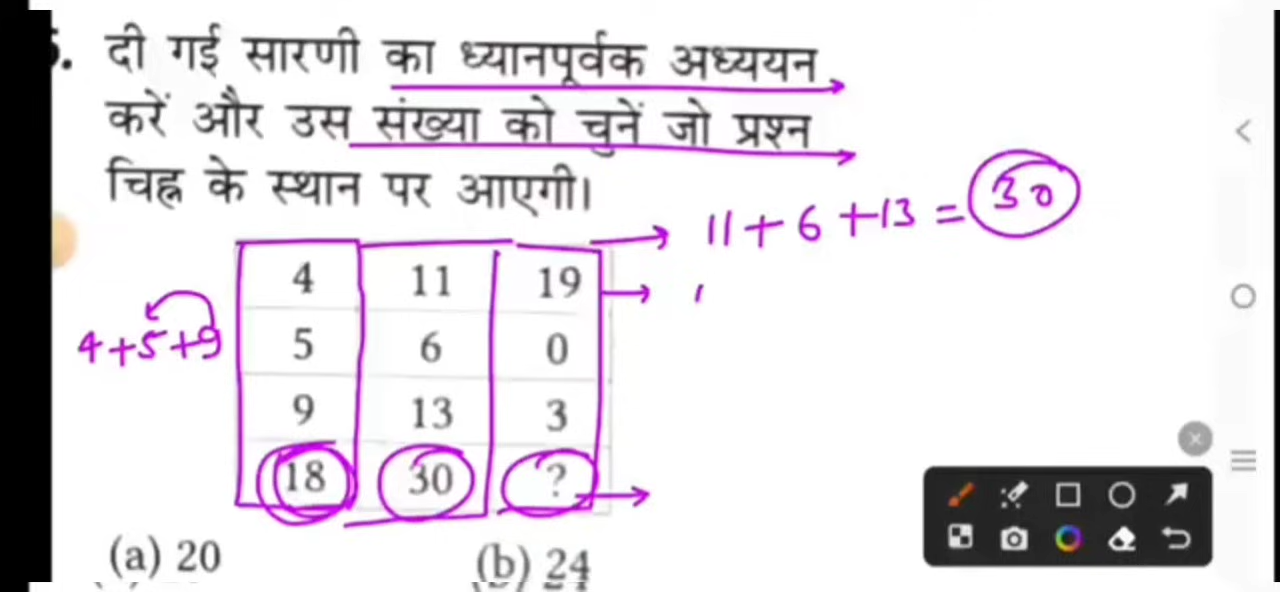 5. दी गई सारणी का ध्यानपूर्वक अध्ययन
करें और उस संख्या को चुनें जो प्रश्न
चिह्न के स्थान पर आएगी।
11+6+13=30
4 11 19
4+5+9
5 6 0
9 13 3
18 30 ?
(a) 20 (b) 24